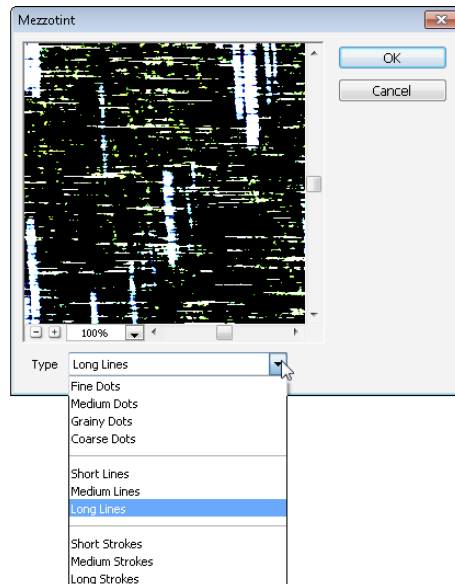 Mezzotint
OK
Cancel
100%
Type Long Lines
Fine Dots
Medium Dots
Grainy Dots
Coarse Dots
Short Lines
Medium Lines
Long Lines
Short Strokes
Medium Strokes
Long Strokes